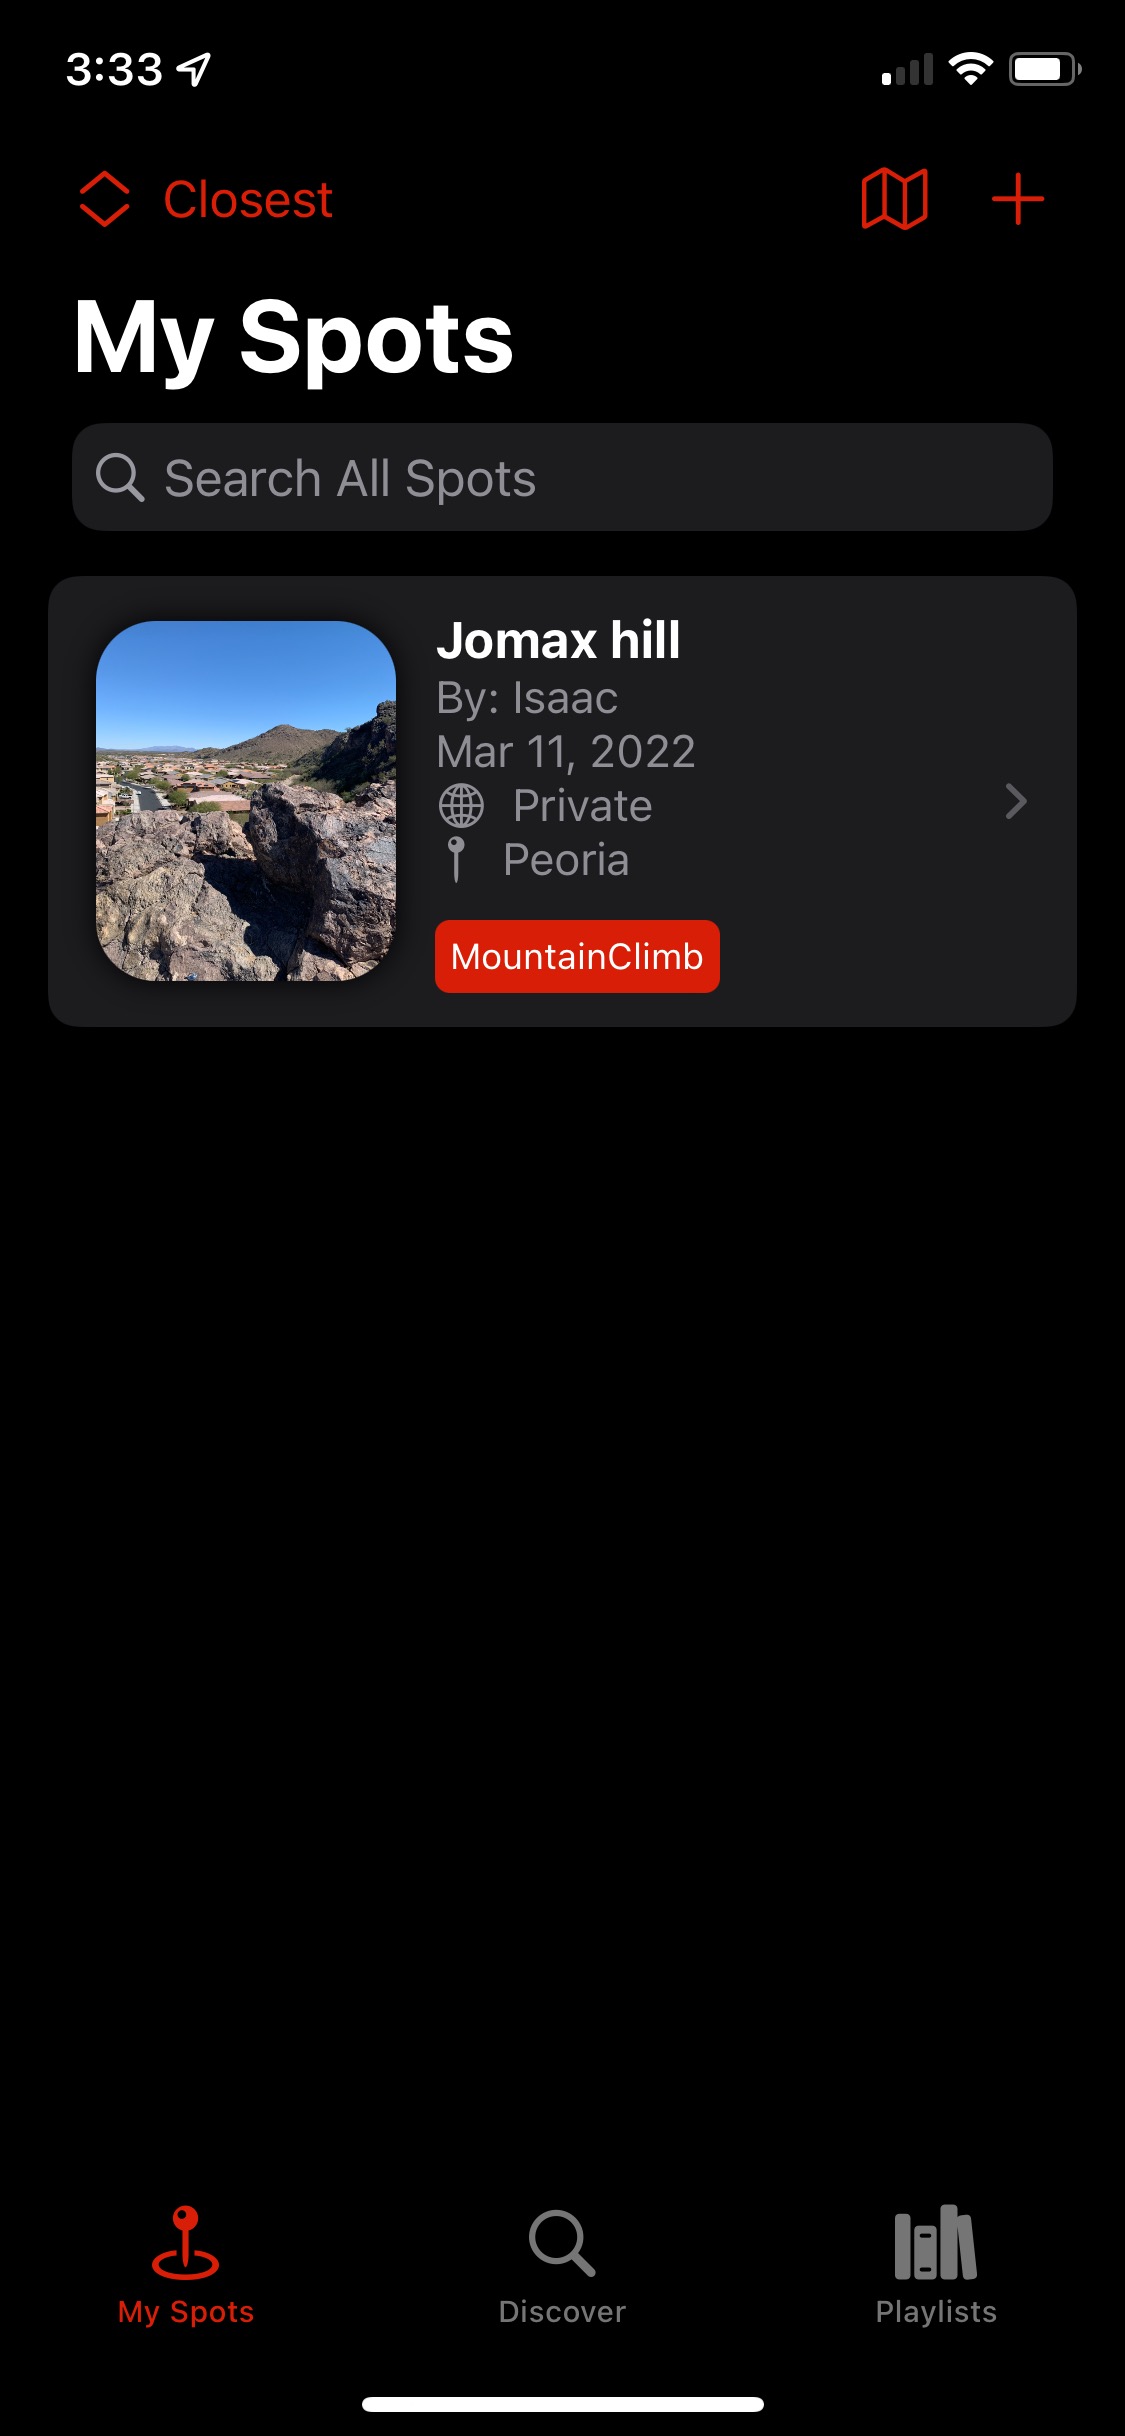 3:33
Closest
My Spots
Search All Spots
Jomax hill
By: Isaac
Mar 11, 2022
Private
Peoria
MountainClimb
My Spots
Discover
Playlists